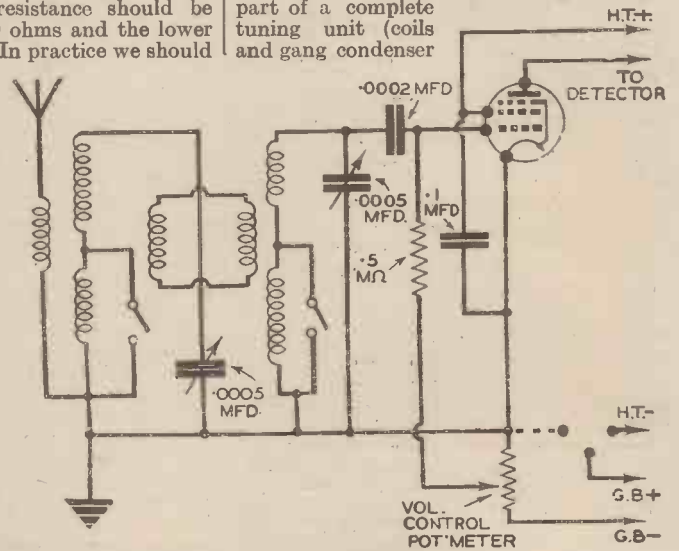 resistance should be
ohms and the lower
In practice we should
part of a complete
tuning unit (coils
and gang condenser
H.T.+
TO
DETECTOR
·0002 MFD
·0005
MFD.
·1
MFD
·5
MΩ
·0005
MFD.
H.T.-
G.B+
VOL.
CONTROL
POT'METER
G.B-